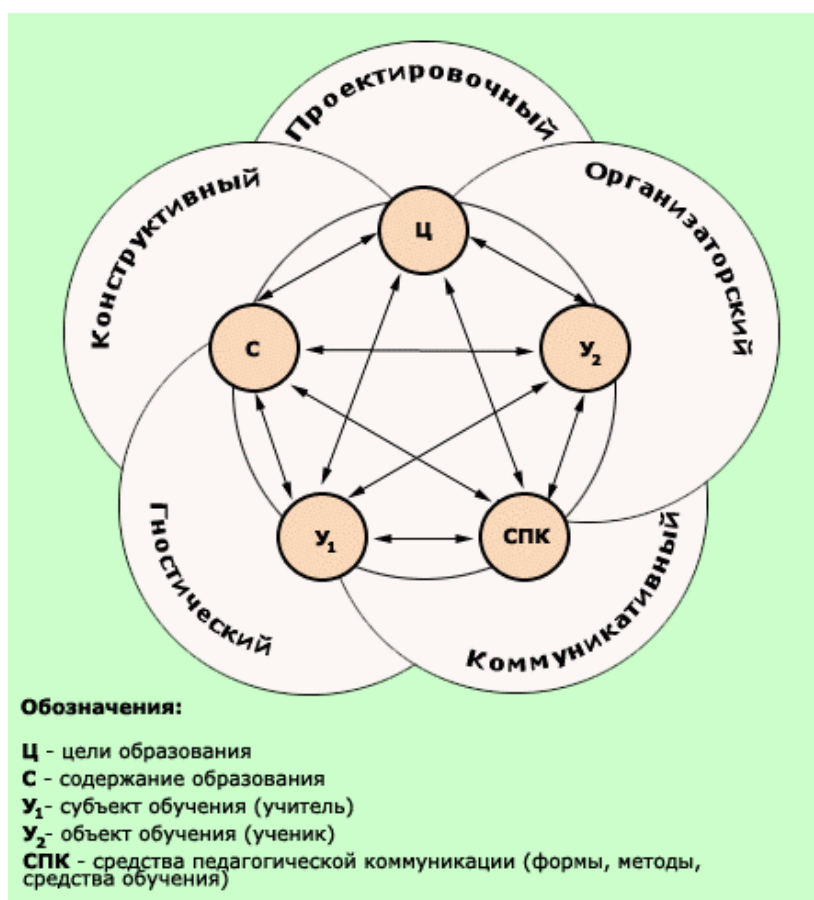 Проектировочный
Конструктивный
Организаторский
Ц
С
У2
У1
СПК
Гностический
Коммуникативный
Обозначения:
Ц - цели образования
С - содержание образования
У1- субъект обучения (учитель)
У2- объект обучения (ученик)
СПК - средства педагогической коммуникации (формы, методы,
средства обучения)